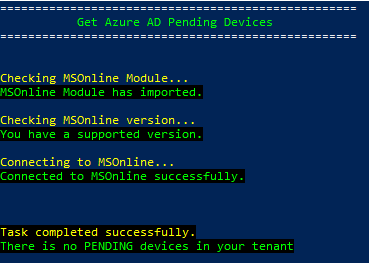 ===================================================
Get Azure AD Pending Devices
===================================================
Checking MSOnline Module...
MSOnline Module has imported.
Checking MSOnline version...
You have a supported version.
Connecting to MSOnline...
Connected to MSOnline successfully.
Task completed successfully.
There is no PENDING devices in your tenant